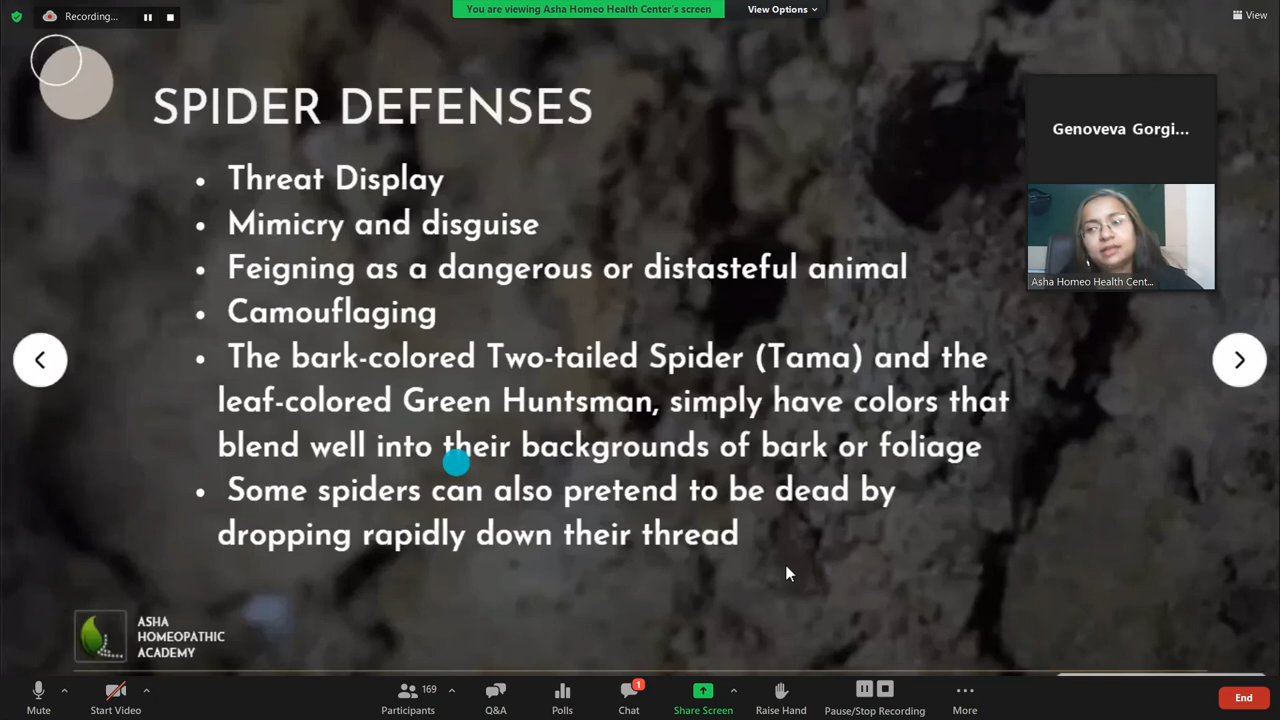 Recording...
You are viewing Asha Homeo Health Center's screen
View Options
View
SPIDER DEFENSES
• Threat Display
• Mimicry and disguise
• Feigning as a dangerous or distasteful animal
• Camouflaging
• The bark-colored Two-tailed Spider (Tama) and the
leaf-colored Green Huntsman, simply have colors that
blend well into their backgrounds of bark or foliage
• Some spiders can also pretend to be dead by
dropping rapidly down their thread
Genoveva Gorgi...
Asha Homeo Health Cent...
ASHA
HOMEOPATHIC
ACADEMY
Mute
Start Video
Participants
169
Q&A
Polls
Chat
1
Share Screen
Raise Hand
Pause/Stop Recording
More
End